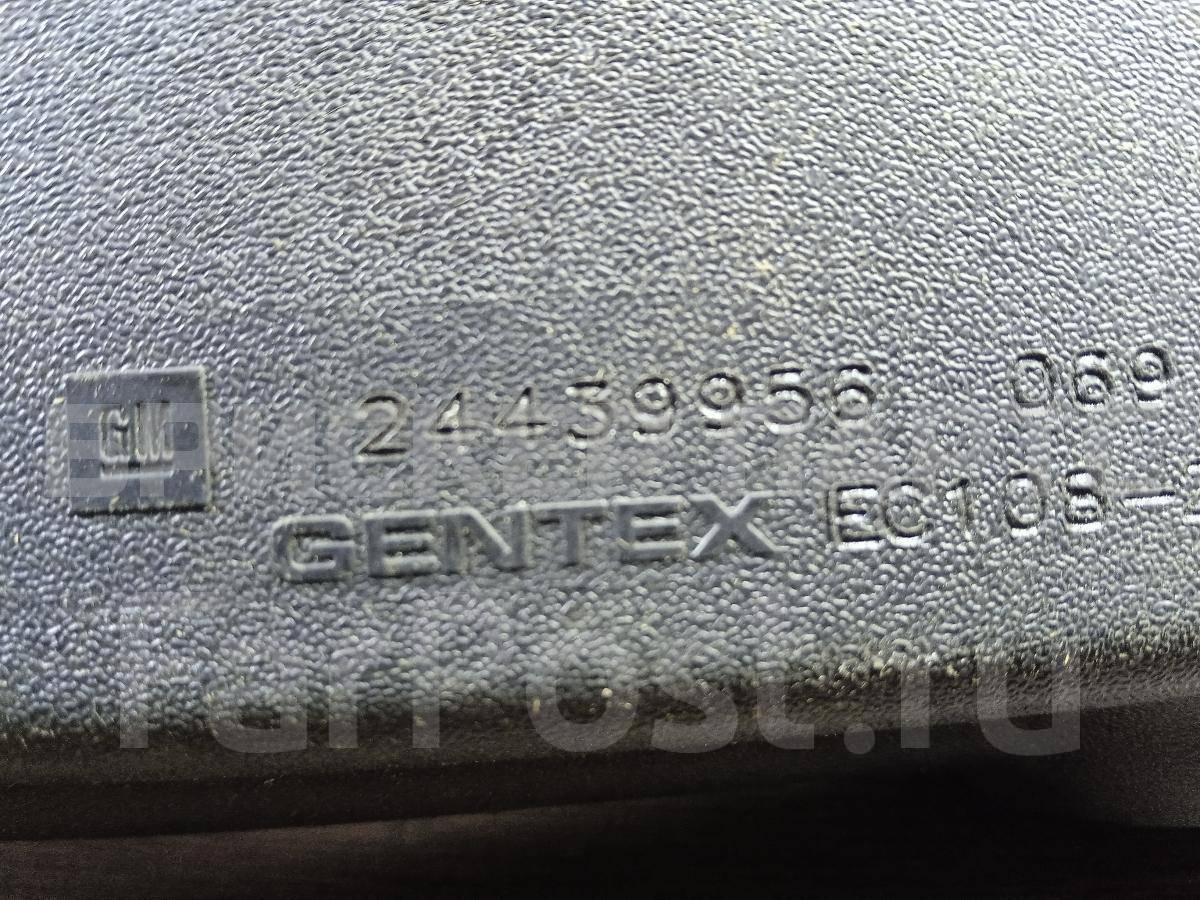 GM 24439956 069
GENTEX EC108-
FarPost.ru